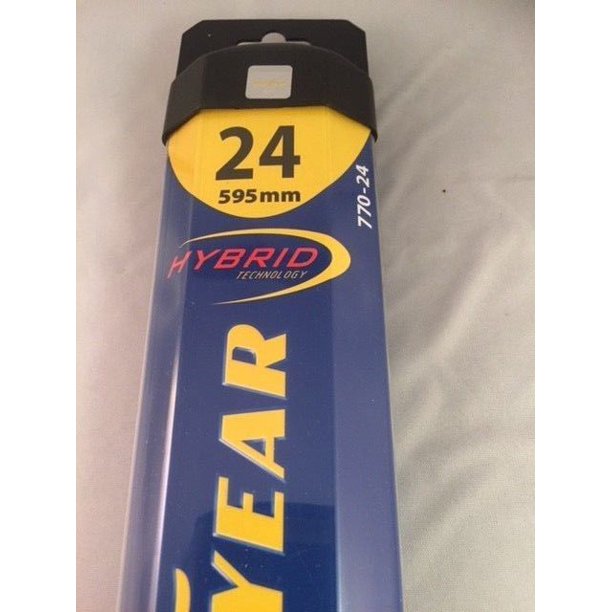 24
595mm
770-24
HYBRID
TECHNOLOGY
YEAR